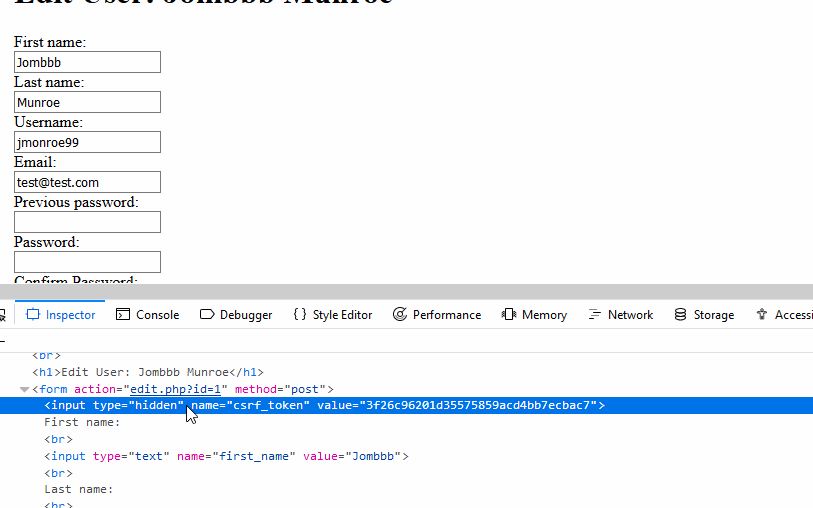 Edit User: Jombbb Munroe
First name:
Jombbb
Last name:
Munroe
Username:
jmonroe99
Email:
test@test.com
Previous password:
Password:
Confirm Password:
Inspector Console Debugger { } Style Editor Performance Memory Network Storage Accessi
<br>
<h1>Edit User: Jombbb Munroe</h1>
<form action="edit.php?id=1" method="post">
<input type="hidden" name="csrf_token" value="3f26c96201d35575859acd4bb7ecbac7">
First name:
<br>
<input type="text" name="first_name" value="Jombbb">
<br>
Last name:
<br>